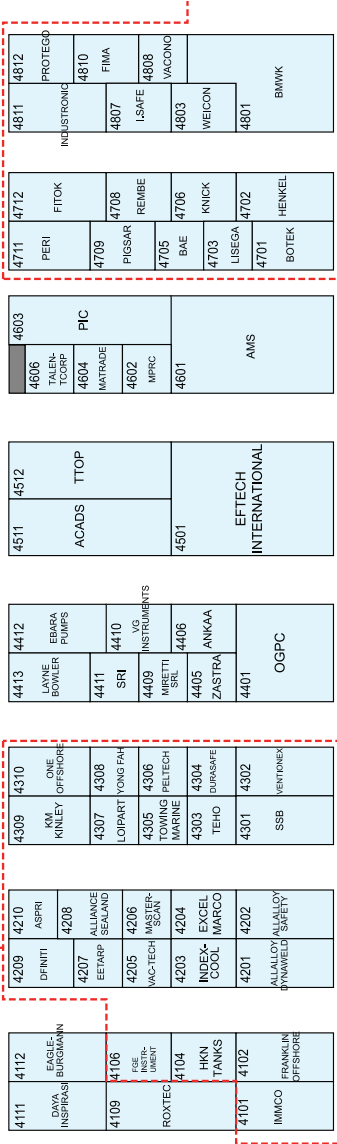 4812
PROTEGO
4810
FIMA
4808
VACONO
4811
INDUSTRONIC
4807
I.SAFE
4803
WEICON
4801
BMWK
4712
FITOK
4708
REMBE
4706
KNICK
4702
HENKEL
4711
PERI
4709
PIGSAR
4705
BAE
4703
LISEGA
4701
BOTEK
4603
PIC
4606
TALEN-
TCORP
4604
MATRADE
4602
MPRC
4601
AMS
4512
TTOP
4511
ACADS
4501
EFTECH
INTERNATIONAL
4412
EBARA
PUMPS
4410
VG
INSTRUMENTS
4406
ANKAA
4413
LAYNE
BOWLER
4411
SRI
4409
MIRETTI
SRL
4405
ZASTRA
4401
OGPC
4310
ONE
OFFSHORE
4308
YONG FAH
4306
PELTECH
4304
DURASAFE
4302
VENTIONEX
4309
KM
KINLEY
4307
LOIPART
4305
TOWING
MARINE
4303
TEHO
4301
SSB
4210
ASPRI
4208
ALLIANCE
SEALAND
4206
MASTER-
SCAN
4204
EXCEL
MARCO
4202
ALLALLOY
SAFETY
4209
DFINITI
4207
EETARP
4205
VAC-TECH
4203
INDEX-
COOL
4201
ALLALLOY
DYNAWELD
4112
EAGLE-
BURGMANN
4106
FGE
INSTR-
UMENT
4104
HKN
TANKS
4102
FRANKLIN
OFFSHORE
4111
DAYA
INSPIRASI
4109
ROXTEC
4101
IMMCO